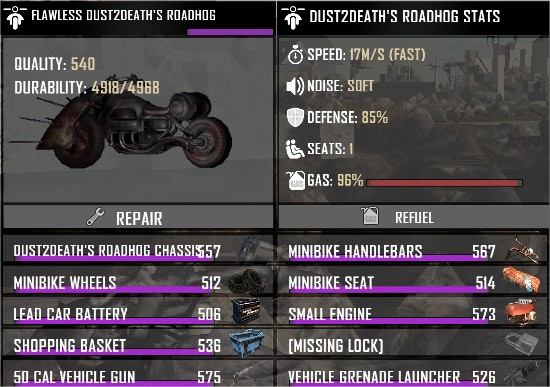 FLAWLESS DUST2DEATH'S ROADHOG
QUALITY: 540
DURABILITY: 4918/4968
REPAIR
DUST2DEATH'S ROADHOG CHASSIS 557
MINIBIKE WHEELS 512
LEAD CAR BATTERY 506
SHOPPING BASKET 536
50 CAL VEHICLE GUN 575
DUST2DEATH'S ROADHOG STATS
SPEED: 17M/S (FAST)
NOISE: SOFT
DEFENSE: 85%
SEATS: 1
GAS: 96%
REFUEL
MINIBIKE HANDLEBARS 567
MINIBIKE SEAT 514
SMALL ENGINE 573
[MISSING LOCK]
VEHICLE GRENADE LAUNCHER 526